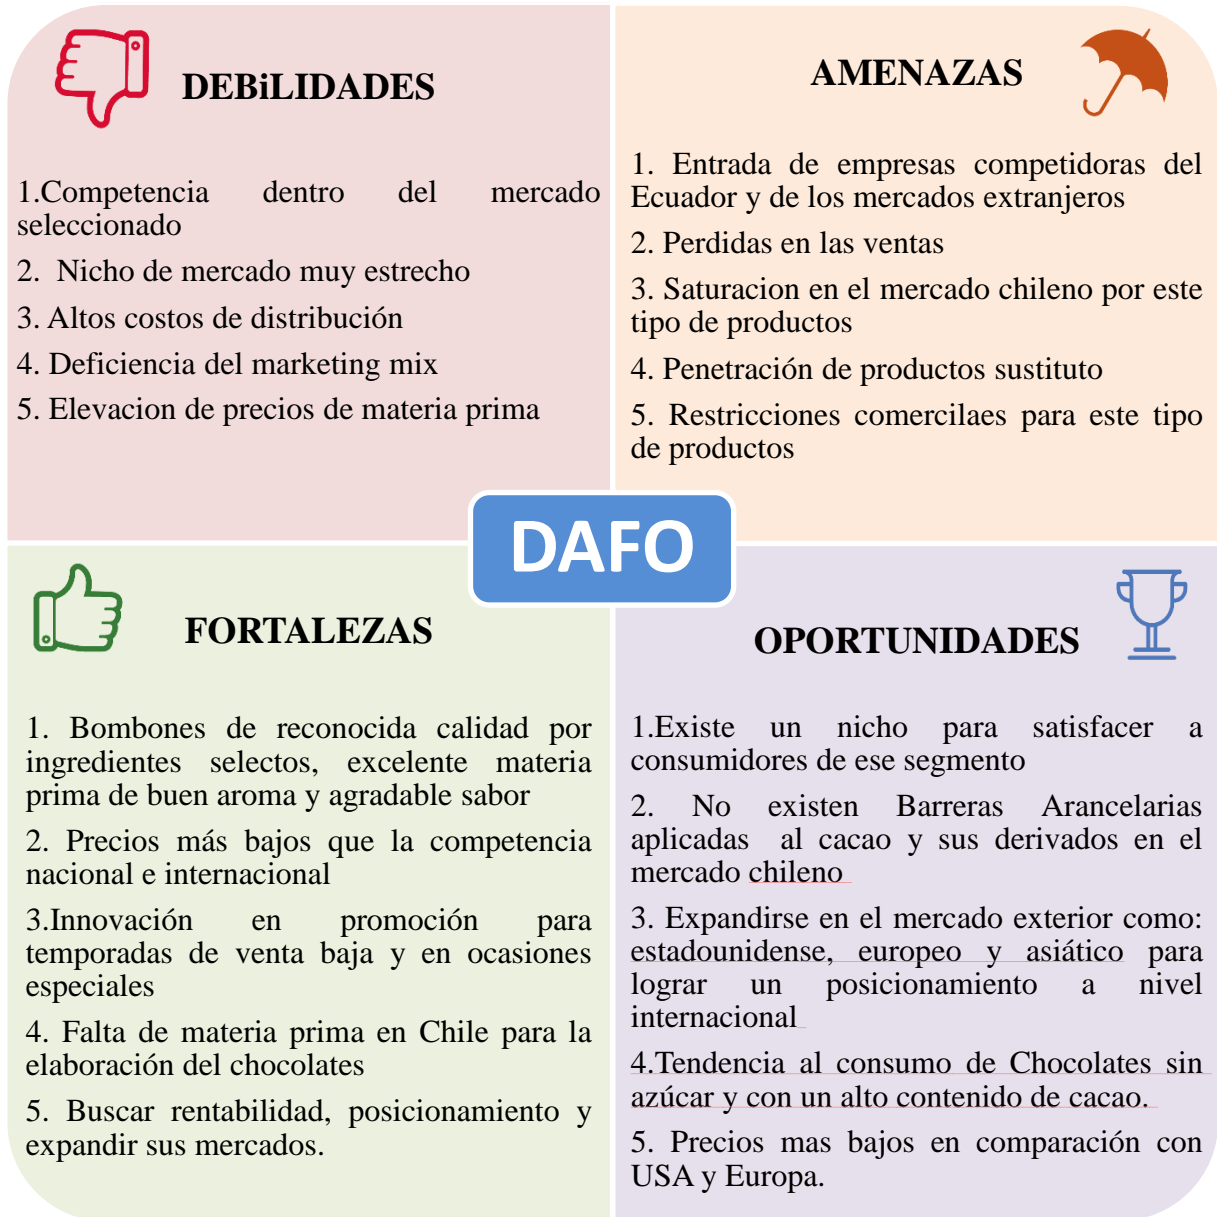 DEBiLIDADES
1.Competencia dentro del mercado
seleccionado
2. Nicho de mercado muy estrecho
3. Altos costos de distribución
4. Deficiencia del marketing mix
5. Elevacion de precios de materia prima
AMENAZAS
1. Entrada de empresas competidoras del
Ecuador y de los mercados extranjeros
2. Perdidas en las ventas
3. Saturacion en el mercado chileno por este
tipo de productos
4. Penetración de productos sustituto
5. Restricciones comercilaes para este tipo
de productos
DAFO
FORTALEZAS
1. Bombones de reconocida calidad por
ingredientes selectos, excelente materia
prima de buen aroma y agradable sabor
2. Precios más bajos que la competencia
nacional e internacional
3.Innovación en promoción para
temporadas de venta baja y en ocasiones
especiales
4. Falta de materia prima en Chile para la
elaboración del chocolates
5. Buscar rentabilidad, posicionamiento y
expandir sus mercados.
OPORTUNIDADES
1.Existe un nicho para satisfacer a
consumidores de ese segmento
2. No existen Barreras Arancelarias
aplicadas al cacao y sus derivados en el
mercado chileno
3. Expandirse en el mercado exterior como:
estadounidense, europeo y asiático para
lograr un posicionamiento a nivel
internacional
4.Tendencia al consumo de Chocolates sin
azúcar y con un alto contenido de cacao.
5. Precios mas bajos en comparación con
USA y Europa.